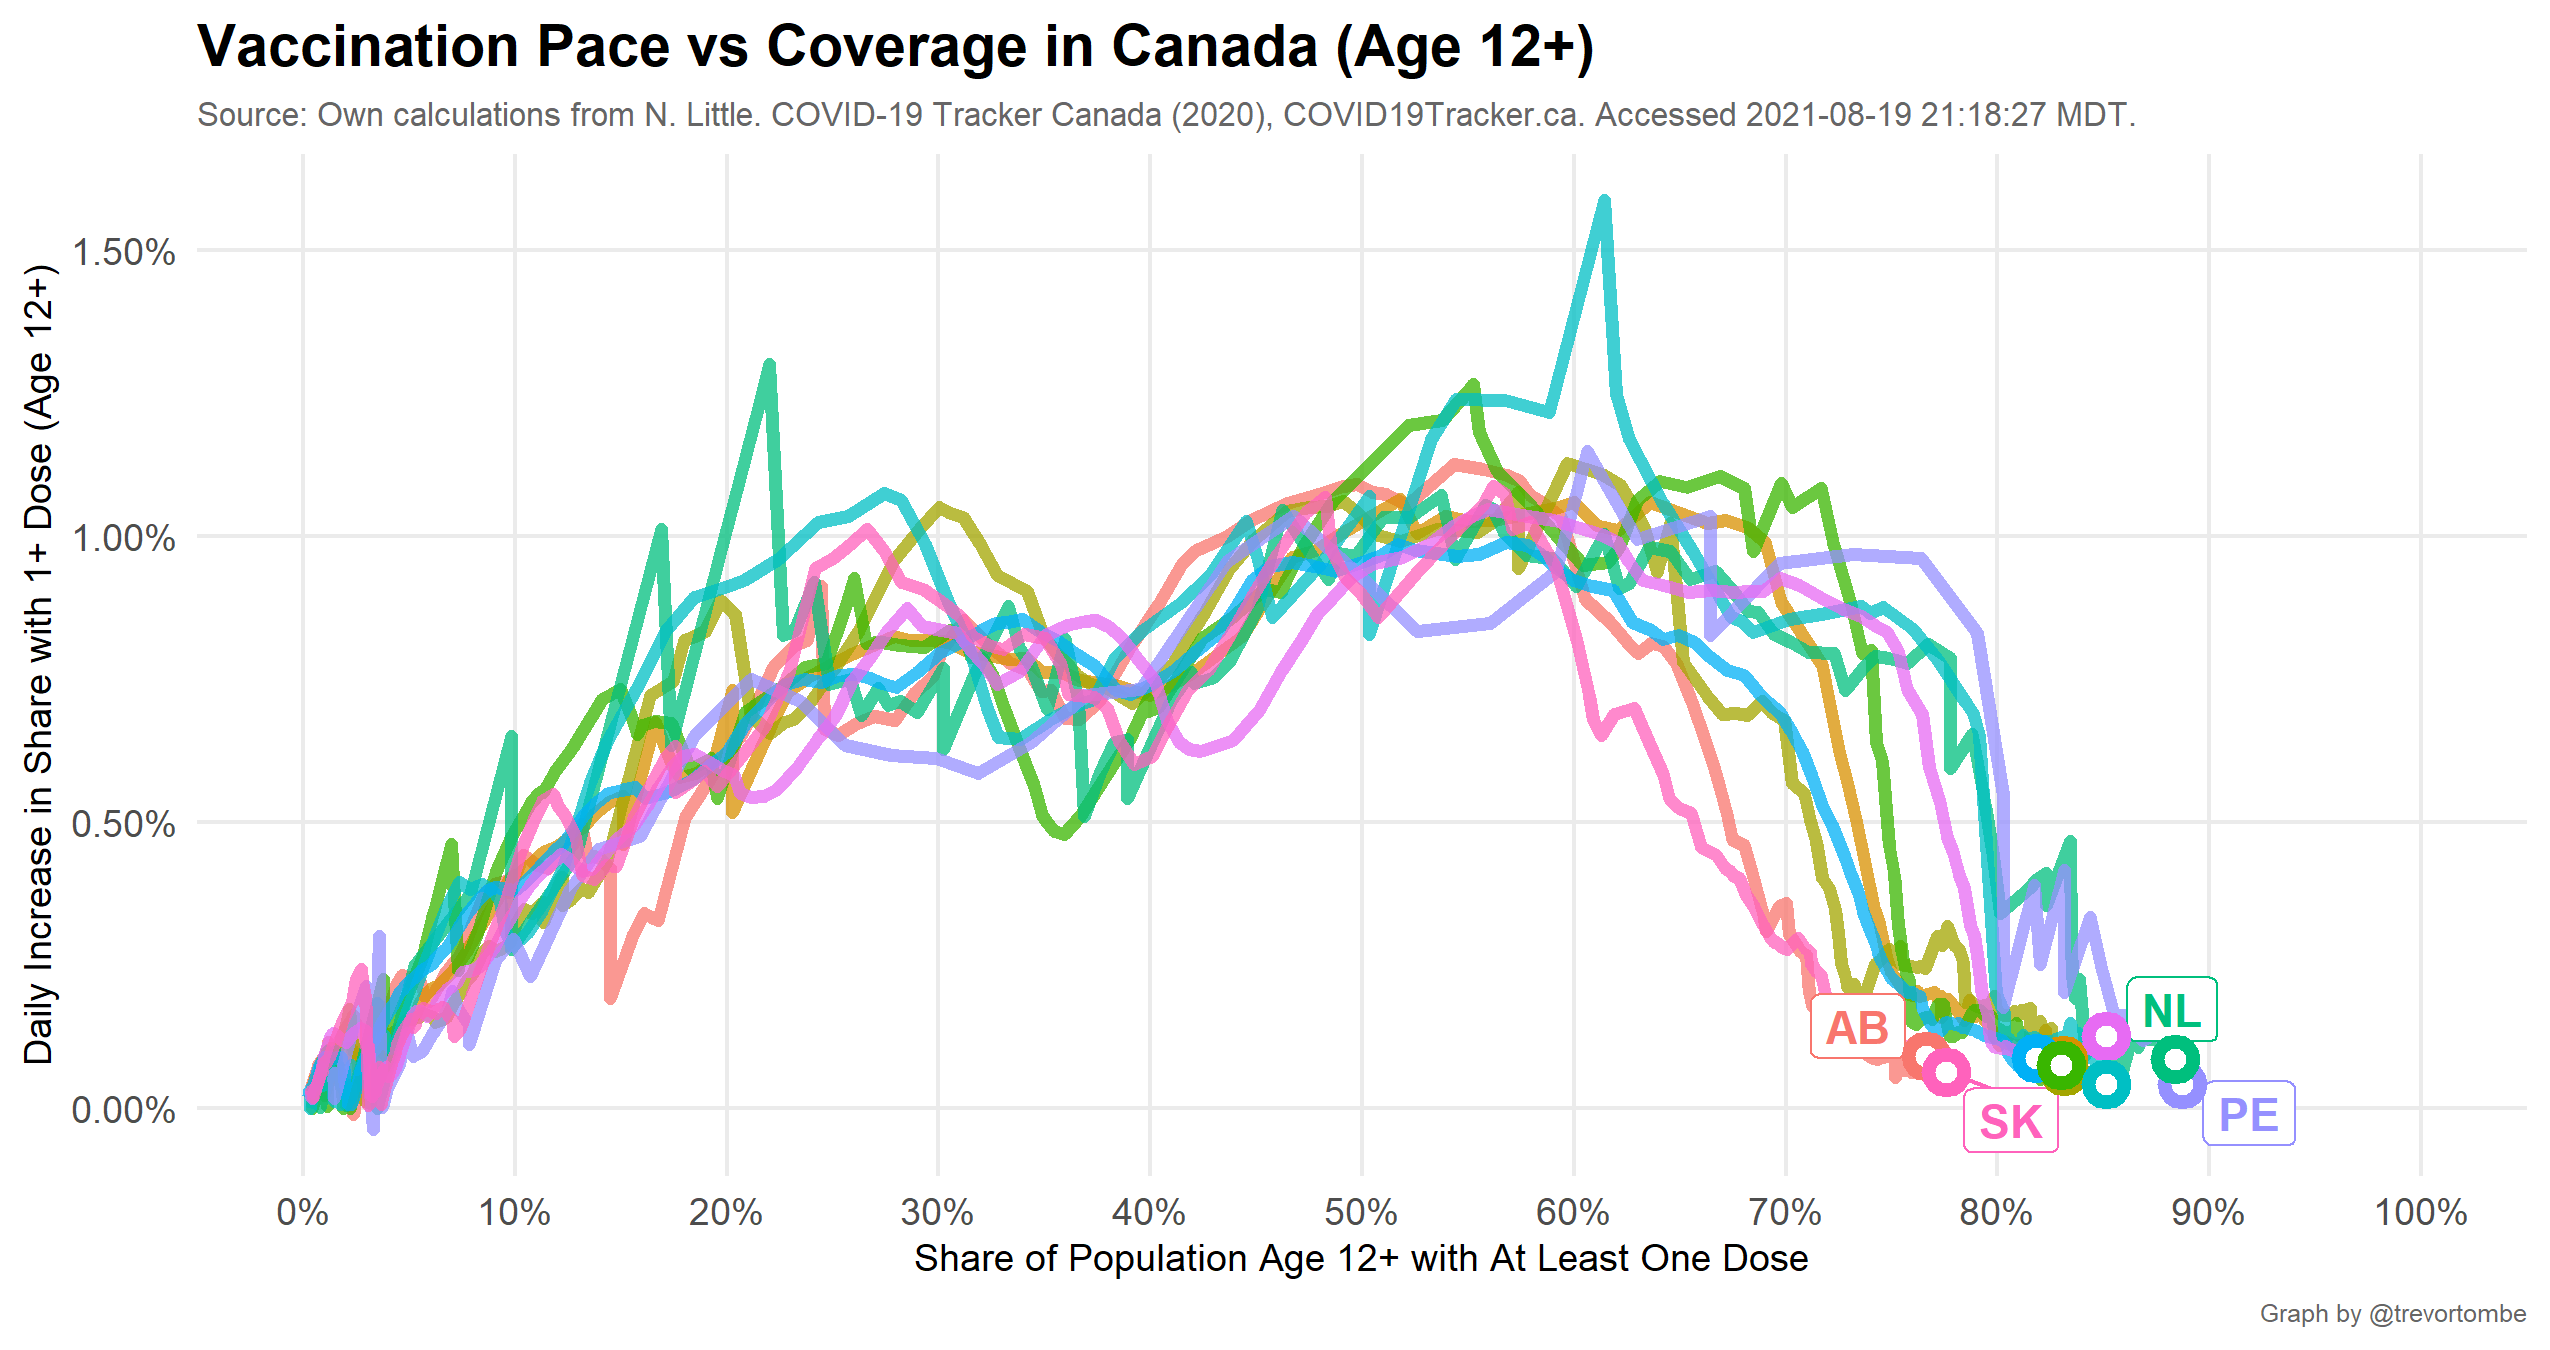 Vaccination Pace vs Coverage in Canada (Age 12+)
Source: Own calculations from N. Little. COVID-19 Tracker Canada (2020), COVID19Tracker.ca. Accessed 2021-08-19 21:18:27 MDT.
Daily Increase in Share with 1+ Dose (Age 12+)
1.50%
1.00%
0.50%
0.00%
NL
AB
SK
PE
0% 10% 20% 30% 40% 50% 60% 70% 80% 90% 100%
Share of Population Age 12+ with At Least One Dose
Graph by @trevortombe